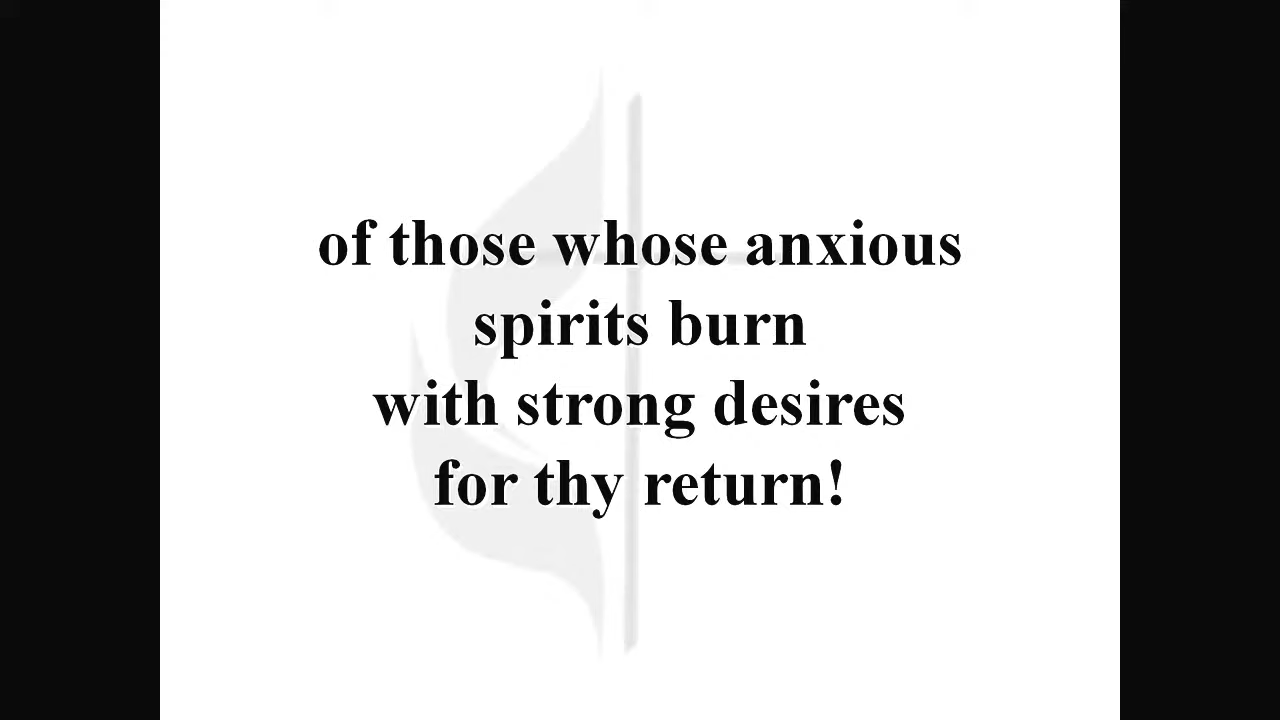 of those whose anxious
spirits burn
with strong desires
for thy return!